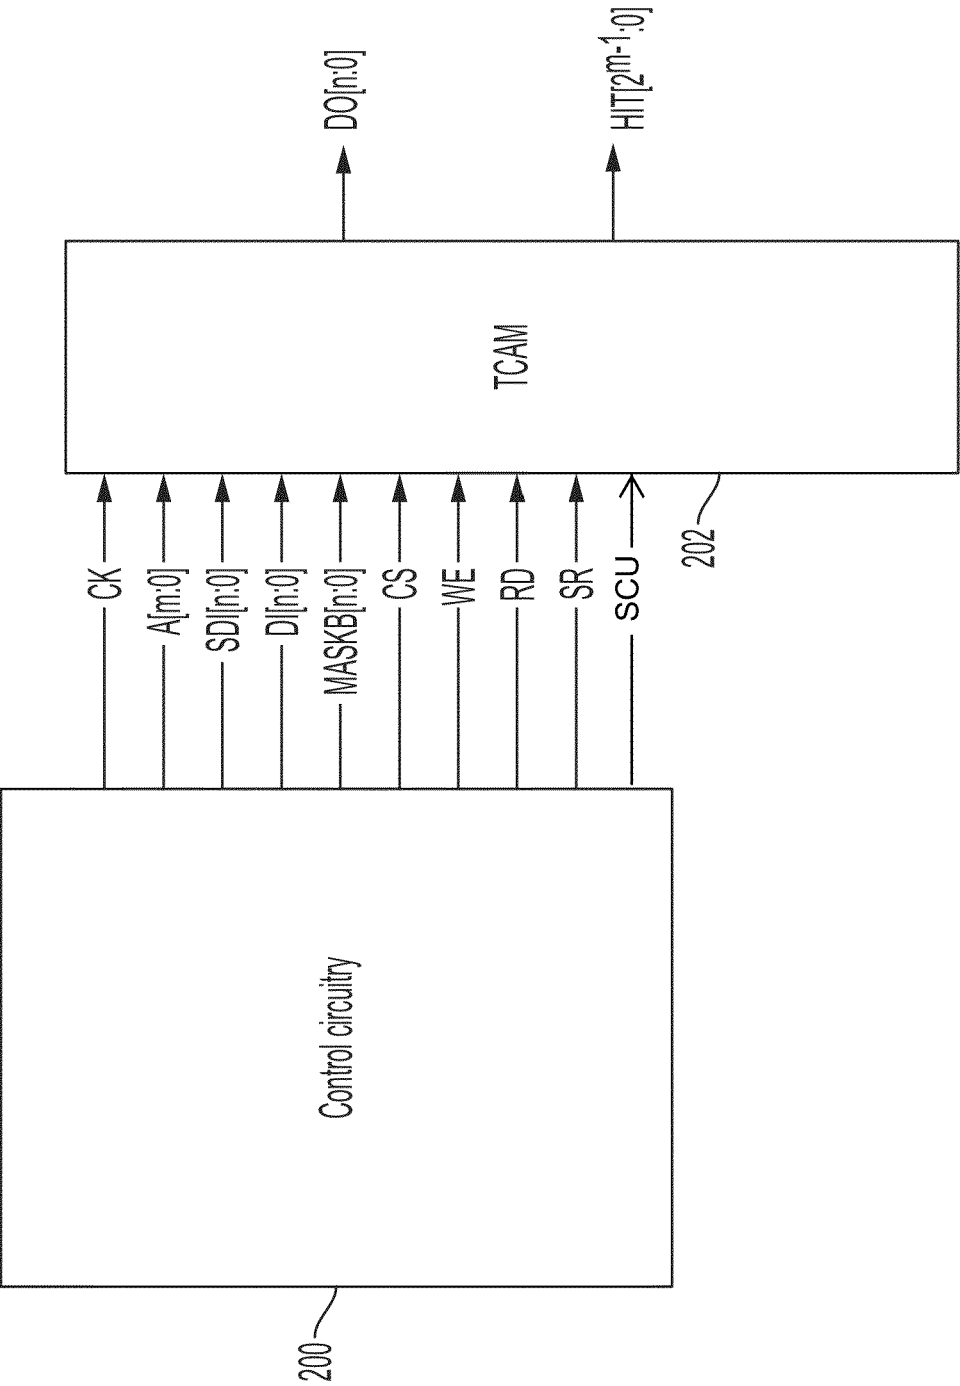 200
Control circuitry
CK
A[m:0]
SDI[n:0]
DI[n:0]
MASKB[n:0]
CS
WE
RD
SR
SCU
202
TCAM
DO[n:0]
HIT[2m-1:0]